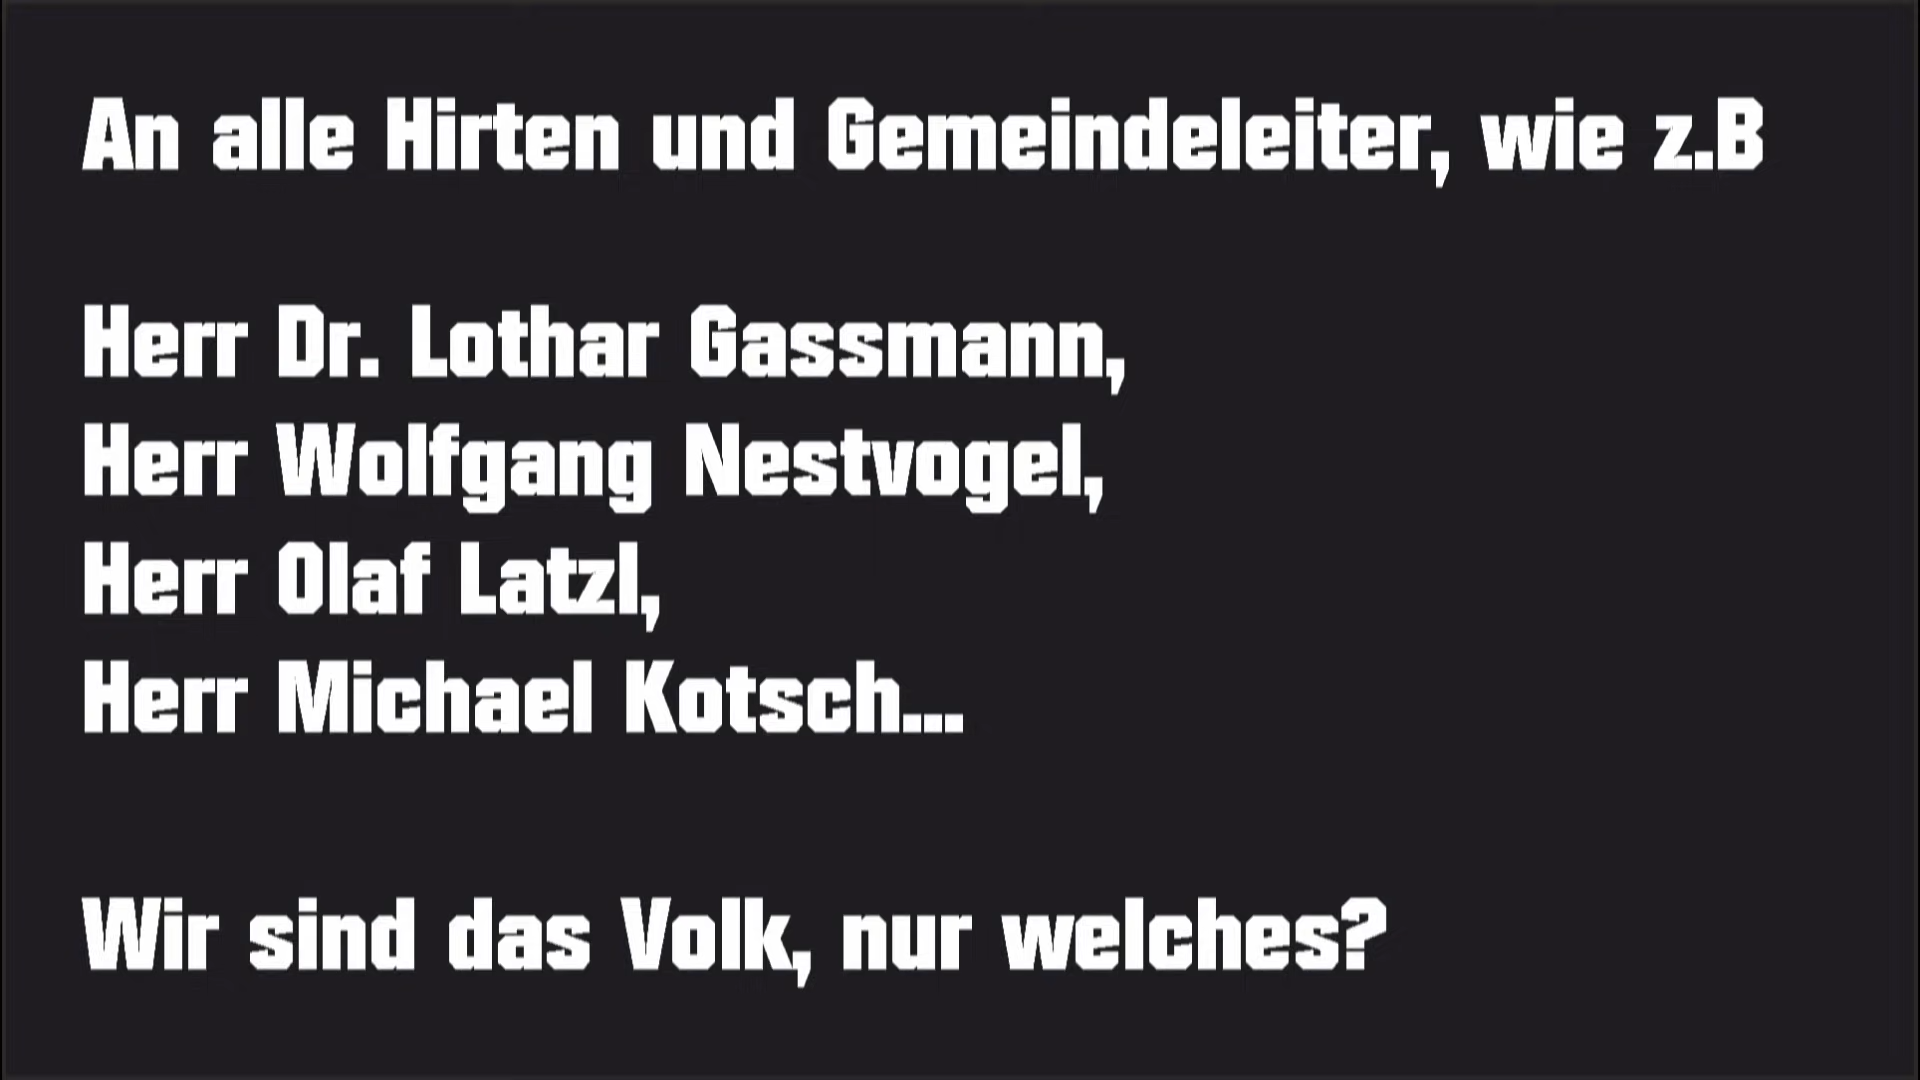 An alle Hirten und Gemeindeleiter, wie z.B
Herr Dr. Lothar Gassmann,
Herr Wolfgang Nestvogel,
Herr Olaf Latzl,
Herr Michael Kotsch...
Wir sind das Volk, nur welches?